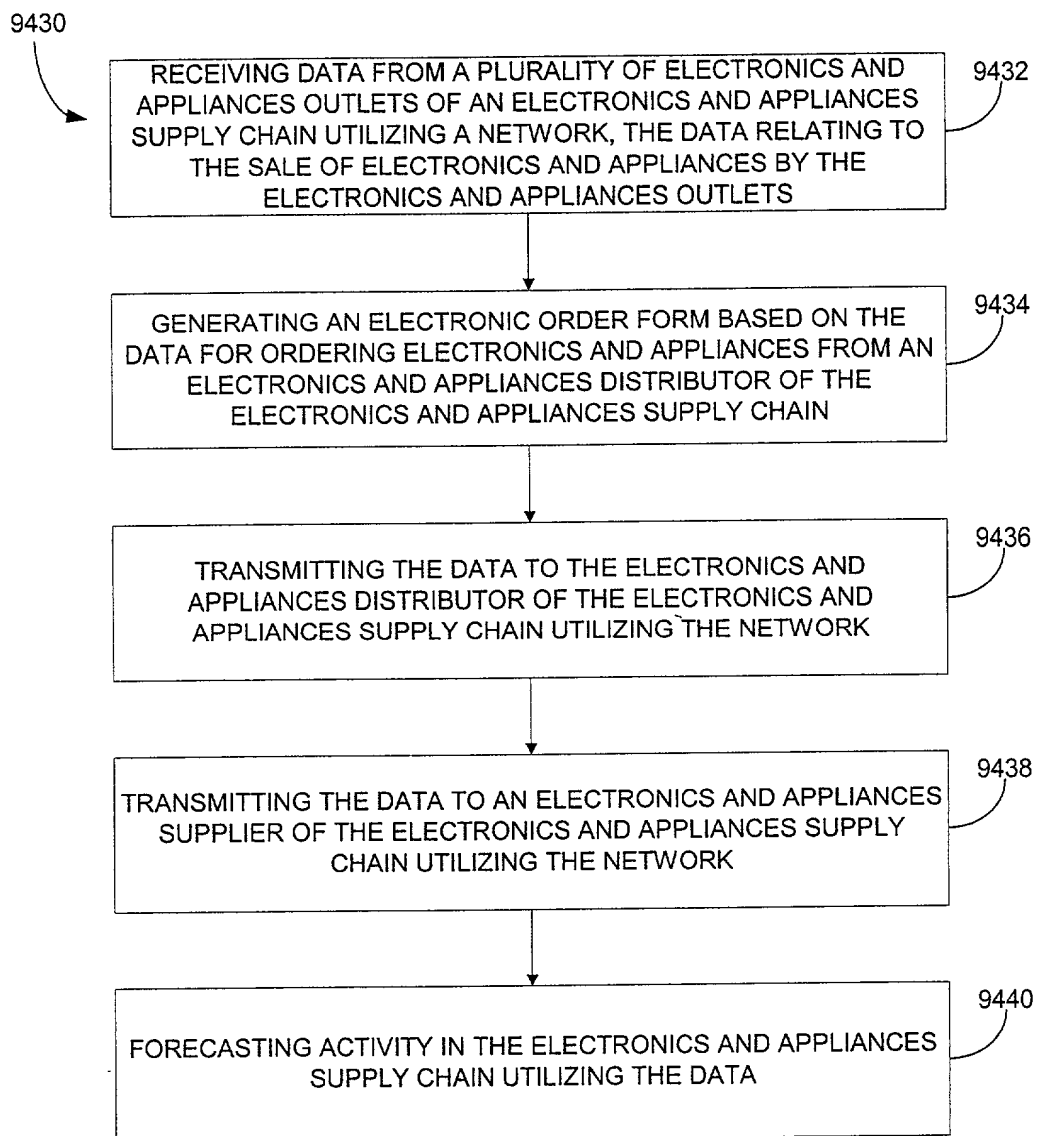 9430
RECEIVING DATA FROM A PLURALITY OF ELECTRONICS AND
APPLIANCES OUTLETS OF AN ELECTRONICS AND APPLIANCES
SUPPLY CHAIN UTILIZING A NETWORK, THE DATA RELATING TO
THE SALE OF ELECTRONICS AND APPLIANCES BY THE
ELECTRONICS AND APPLIANCES OUTLETS
9432
GENERATING AN ELECTRONIC ORDER FORM BASED ON THE
DATA FOR ORDERING ELECTRONICS AND APPLIANCES FROM AN
ELECTRONICS AND APPLIANCES DISTRIBUTOR OF THE
ELECTRONICS AND APPLIANCES SUPPLY CHAIN
9434
TRANSMITTING THE DATA TO THE ELECTRONICS AND
APPLIANCES DISTRIBUTOR OF THE ELECTRONICS AND
APPLIANCES SUPPLY CHAIN UTILIZING THE NETWORK
9436
TRANSMITTING THE DATA TO AN ELECTRONICS AND APPLIANCES
SUPPLIER OF THE ELECTRONICS AND APPLIANCES SUPPLY
CHAIN UTILIZING THE NETWORK
9438
FORECASTING ACTIVITY IN THE ELECTRONICS AND APPLIANCES
SUPPLY CHAIN UTILIZING THE DATA
9440